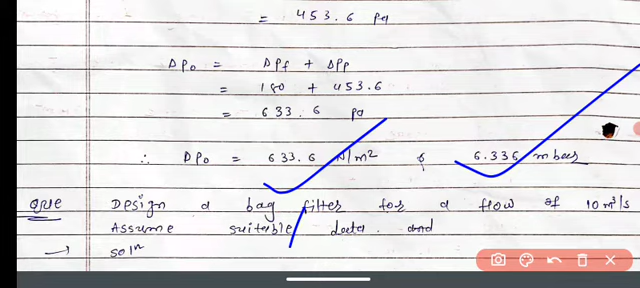 = 453.6 pa
Δpo = Δpf + Δpp
= 180 + 453.6
= 633.6 pa
∴ Δpo = 633.6 N/m² & 6.336 mbar
Que Design a bag filter for a flow of 10 m³/s
Assume suitable data. and
→ solⁿ